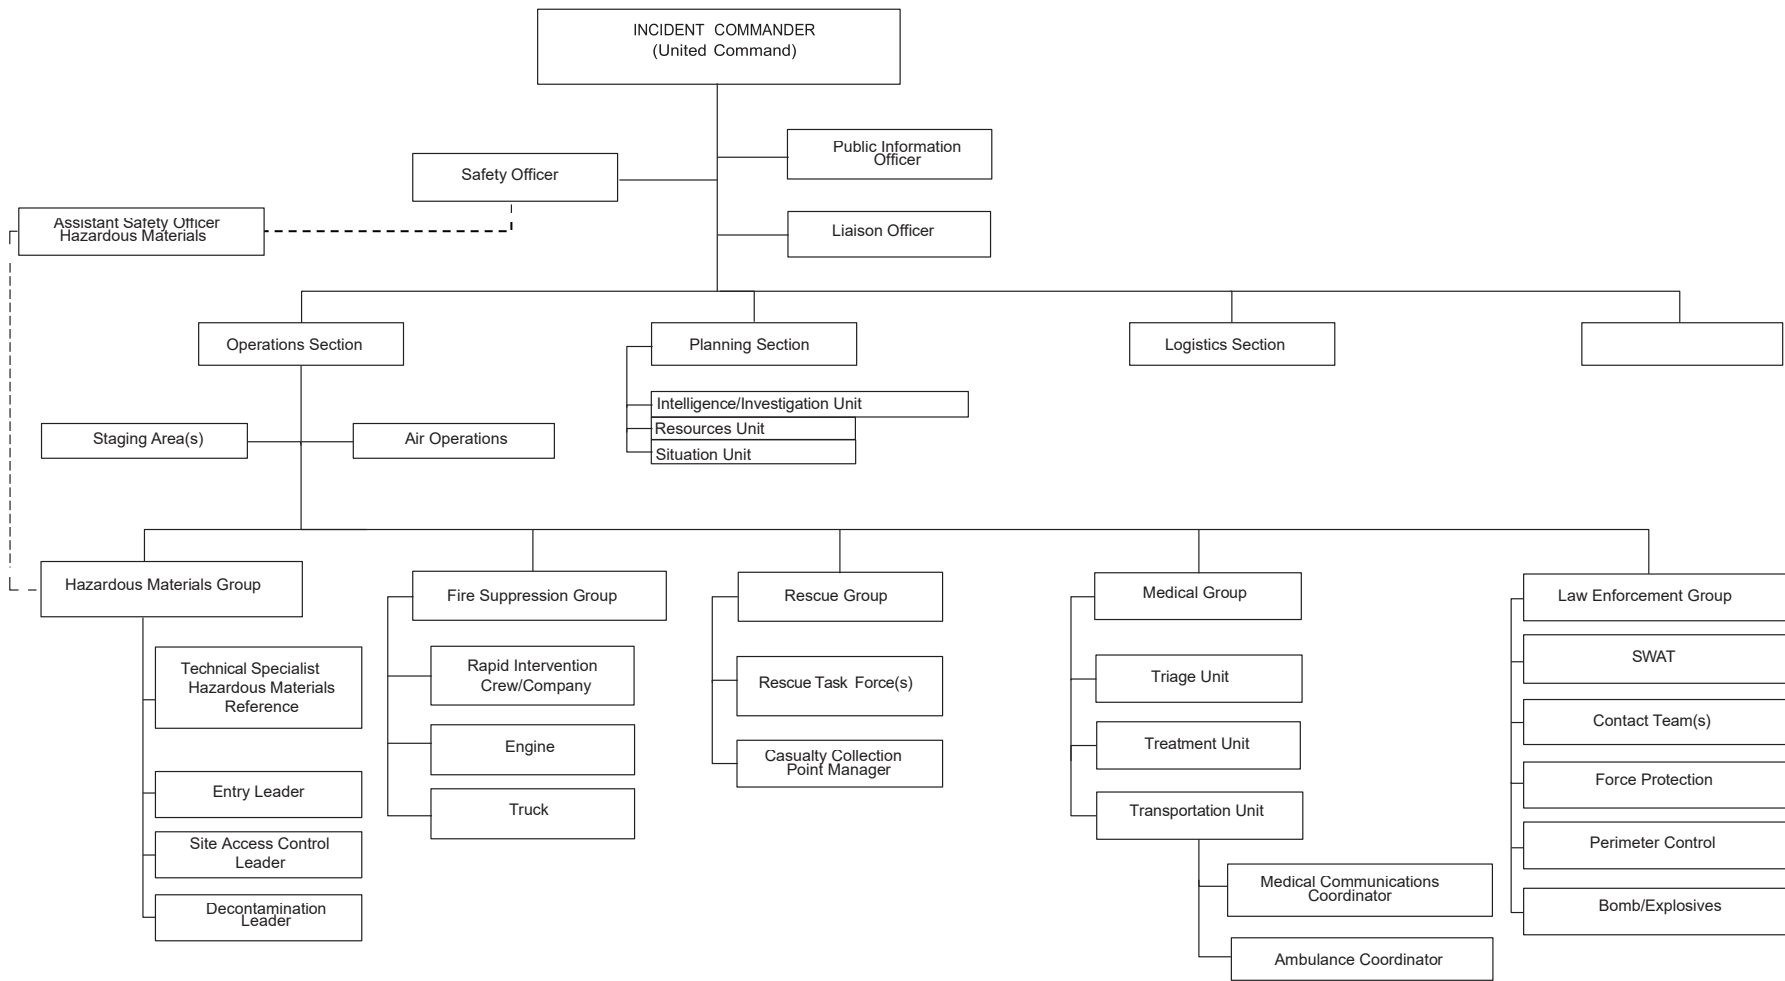 INCIDENT COMMANDER
(United Command)
Public Information
Officer
Safety Officer
Assistant Safety Officer
Hazardous Materials
Liaison Officer
Operations Section
Planning Section
Logistics Section
Intelligence/Investigation Unit
Resources Unit
Situation Unit
Staging Area(s)
Air Operations
Hazardous Materials Group
Technical Specialist
Hazardous Materials
Reference
Entry Leader
Site Access Control
Leader
Decontamination
Leader
Fire Suppression Group
Rapid Intervention
Crew/Company
Engine
Truck
Rescue Group
Rescue Task Force(s)
Casualty Collection
Point Manager
Medical Group
Triage Unit
Treatment Unit
Transportation Unit
Medical Communications
Coordinator
Ambulance Coordinator
Law Enforcement Group
SWAT
Contact Team(s)
Force Protection
Perimeter Control
Bomb/Explosives